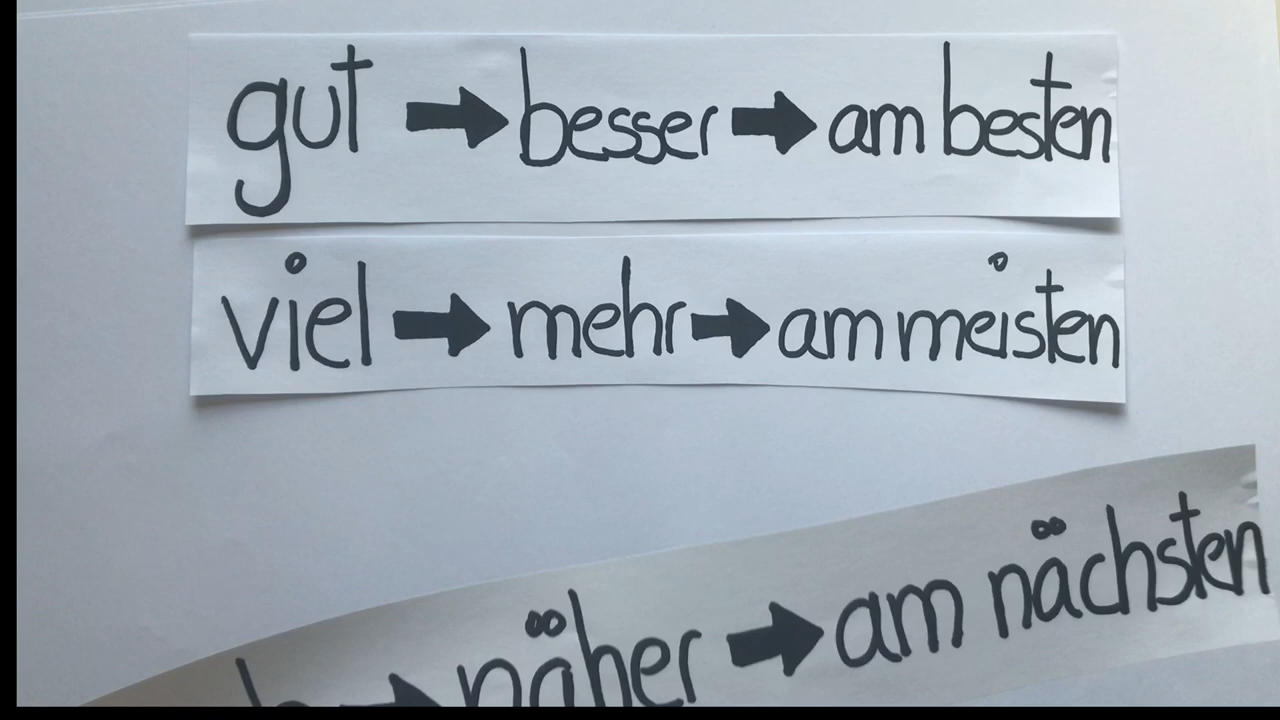 gut → besser → am besten
viel → mehr → am meisten
→ näher → am nächsten